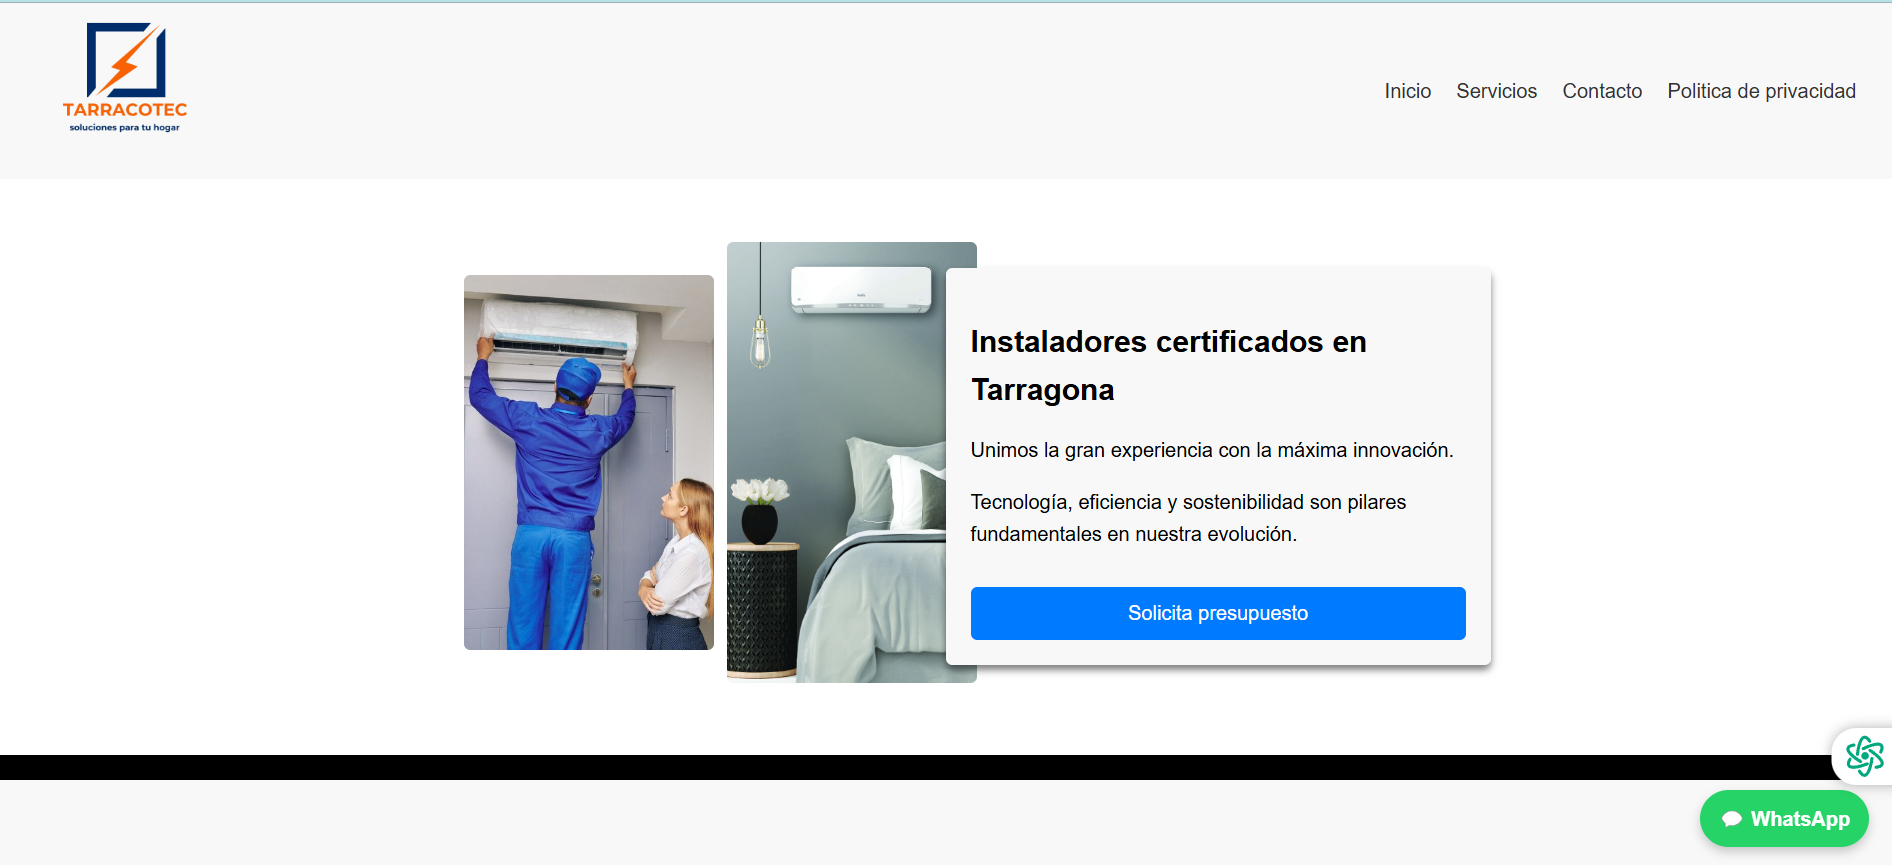 TARRACOTEC
soluciones para tu hogar
Inicio Servicios Contacto Politica de privacidad
Instaladores certificados en
Tarragona
Unimos la gran experiencia con la máxima innovación.
Tecnología, eficiencia y sostenibilidad son pilares
fundamentales en nuestra evolución.
Solicita presupuesto
WhatsApp